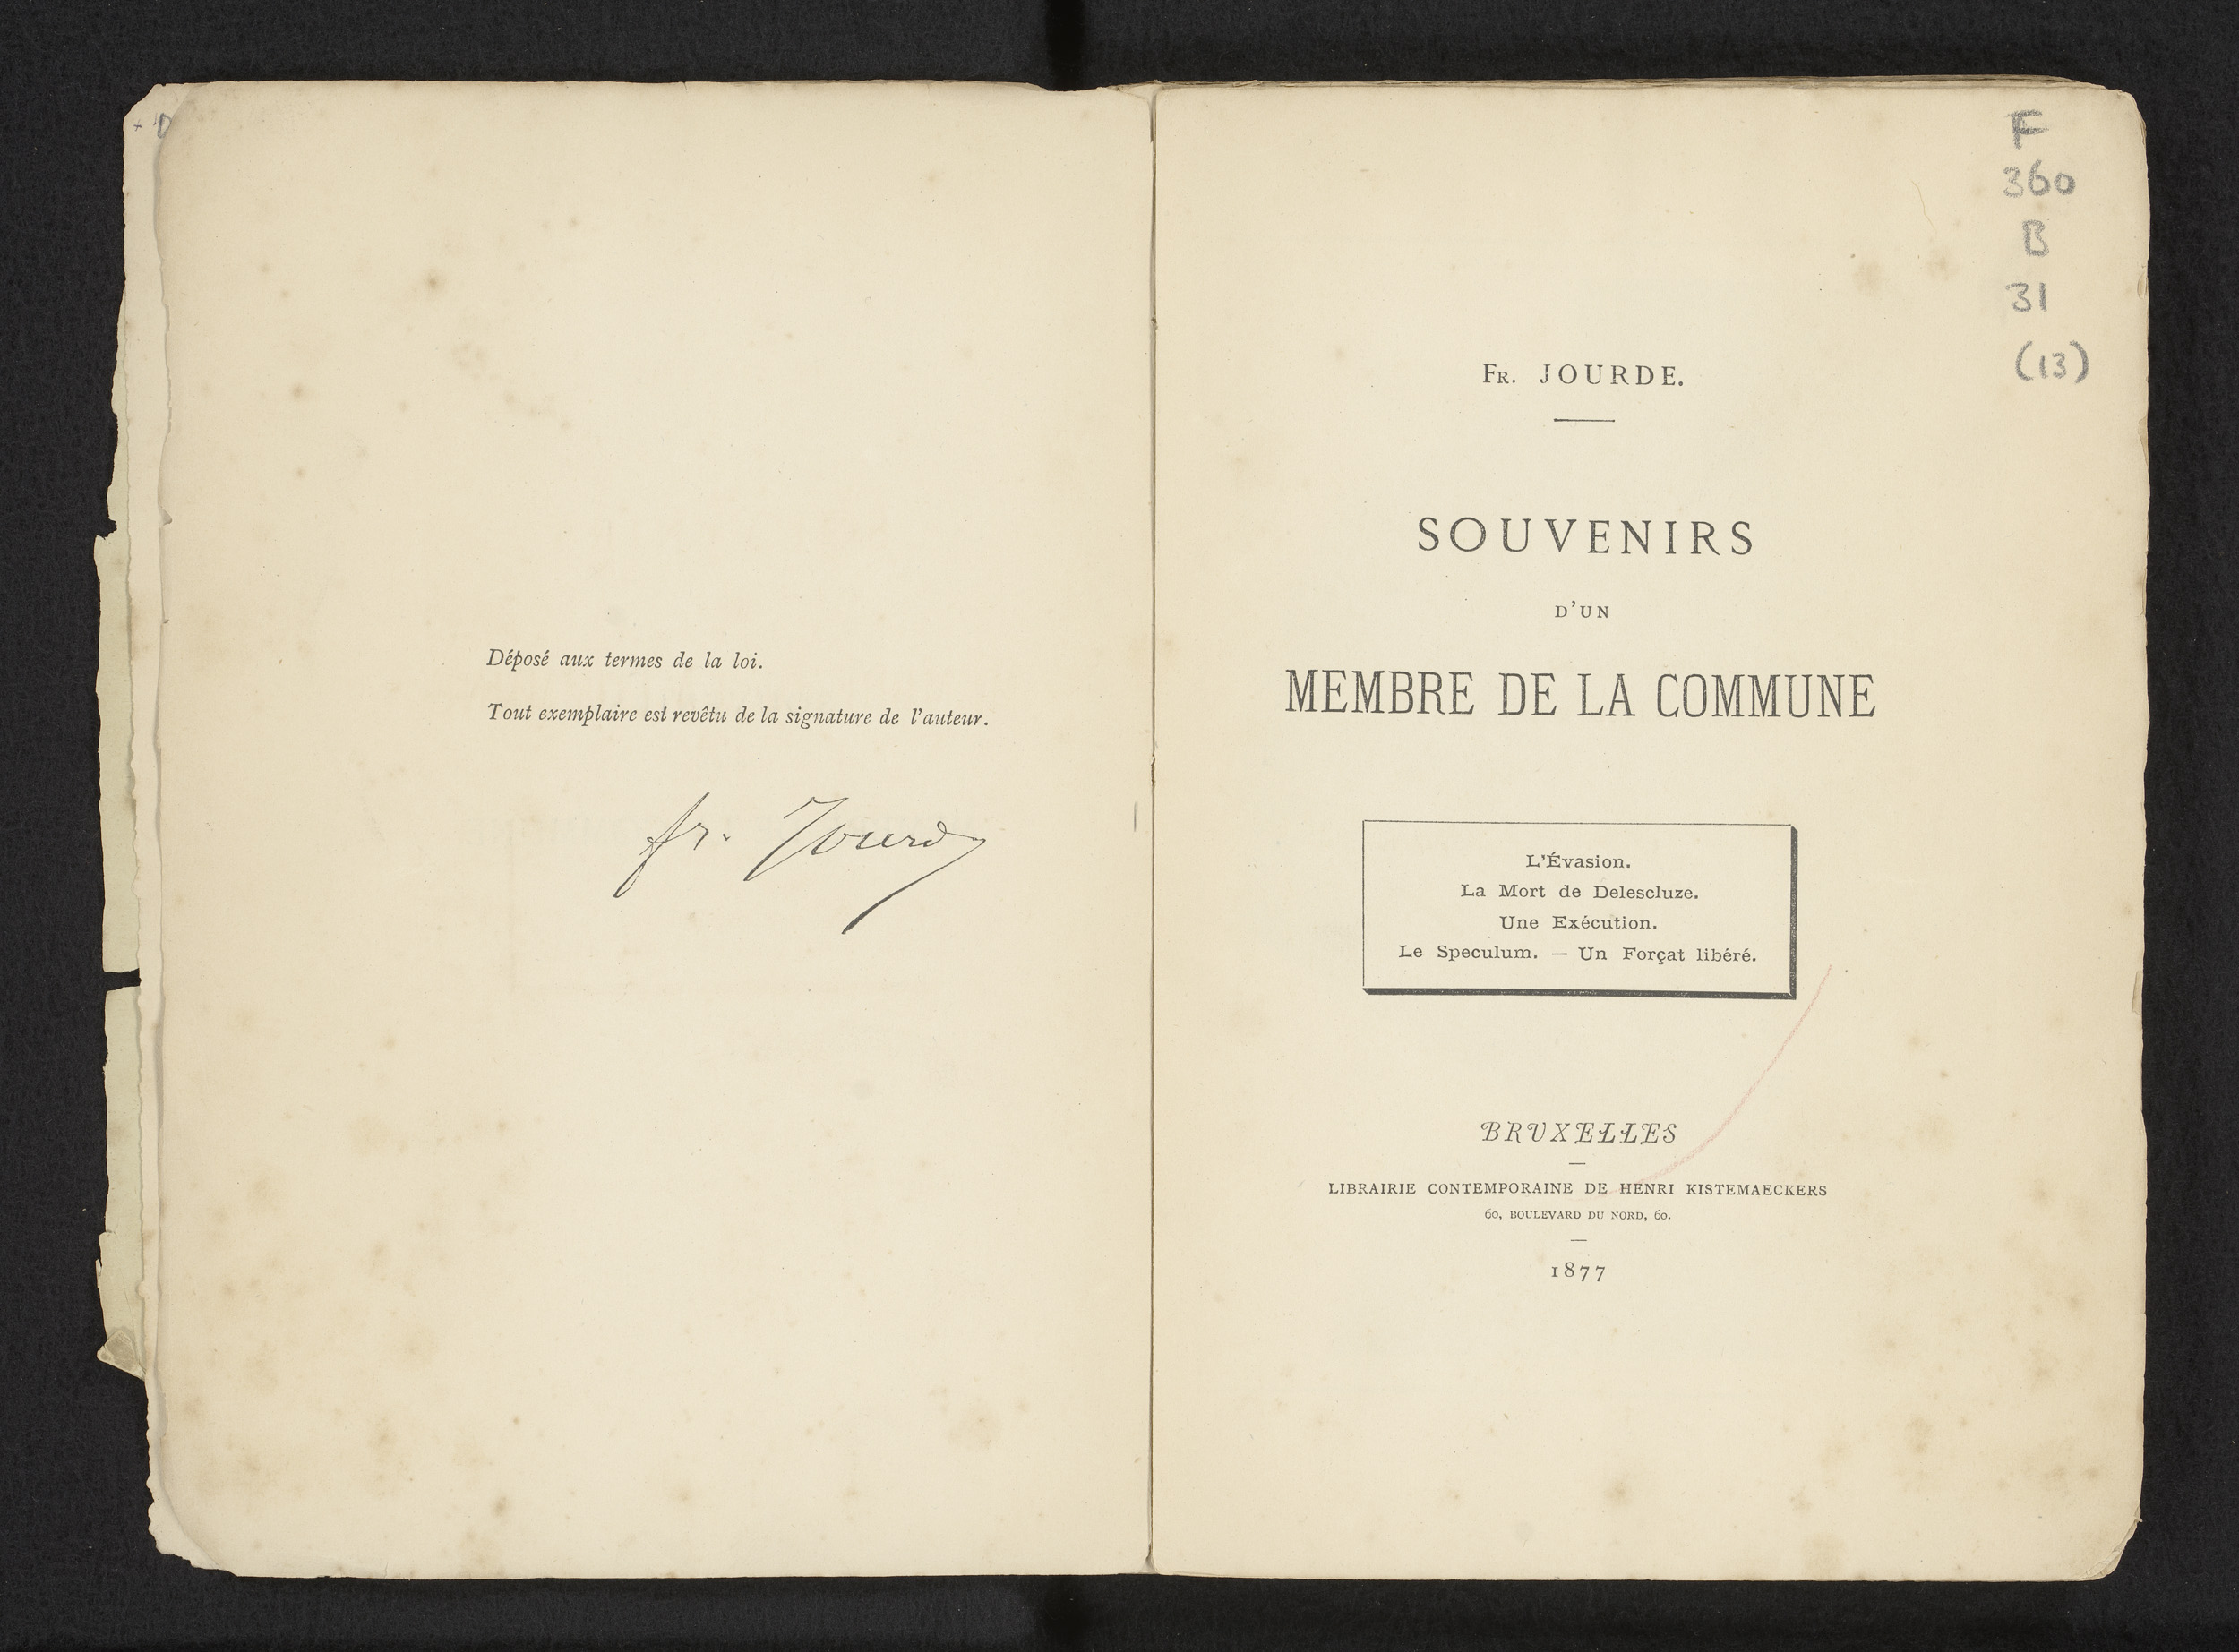 Déposé aux termes de la loi.
Tout exemplaire est revêtu de la signature de l'auteur.
fr. Jourde
F
360
B
31
(13)
FR. JOURDE.
SOUVENIRS
D'UN
MEMBRE DE LA COMMUNE
L'Évasion.
La Mort de Delescluze.
Une Exécution.
Le Speculum. — Un Forçat libéré.
BRUXELLES
LIBRAIRIE CONTEMPORAINE DE HENRI KISTEMAECKERS
60, BOULEVARD DU NORD, 60.
1877